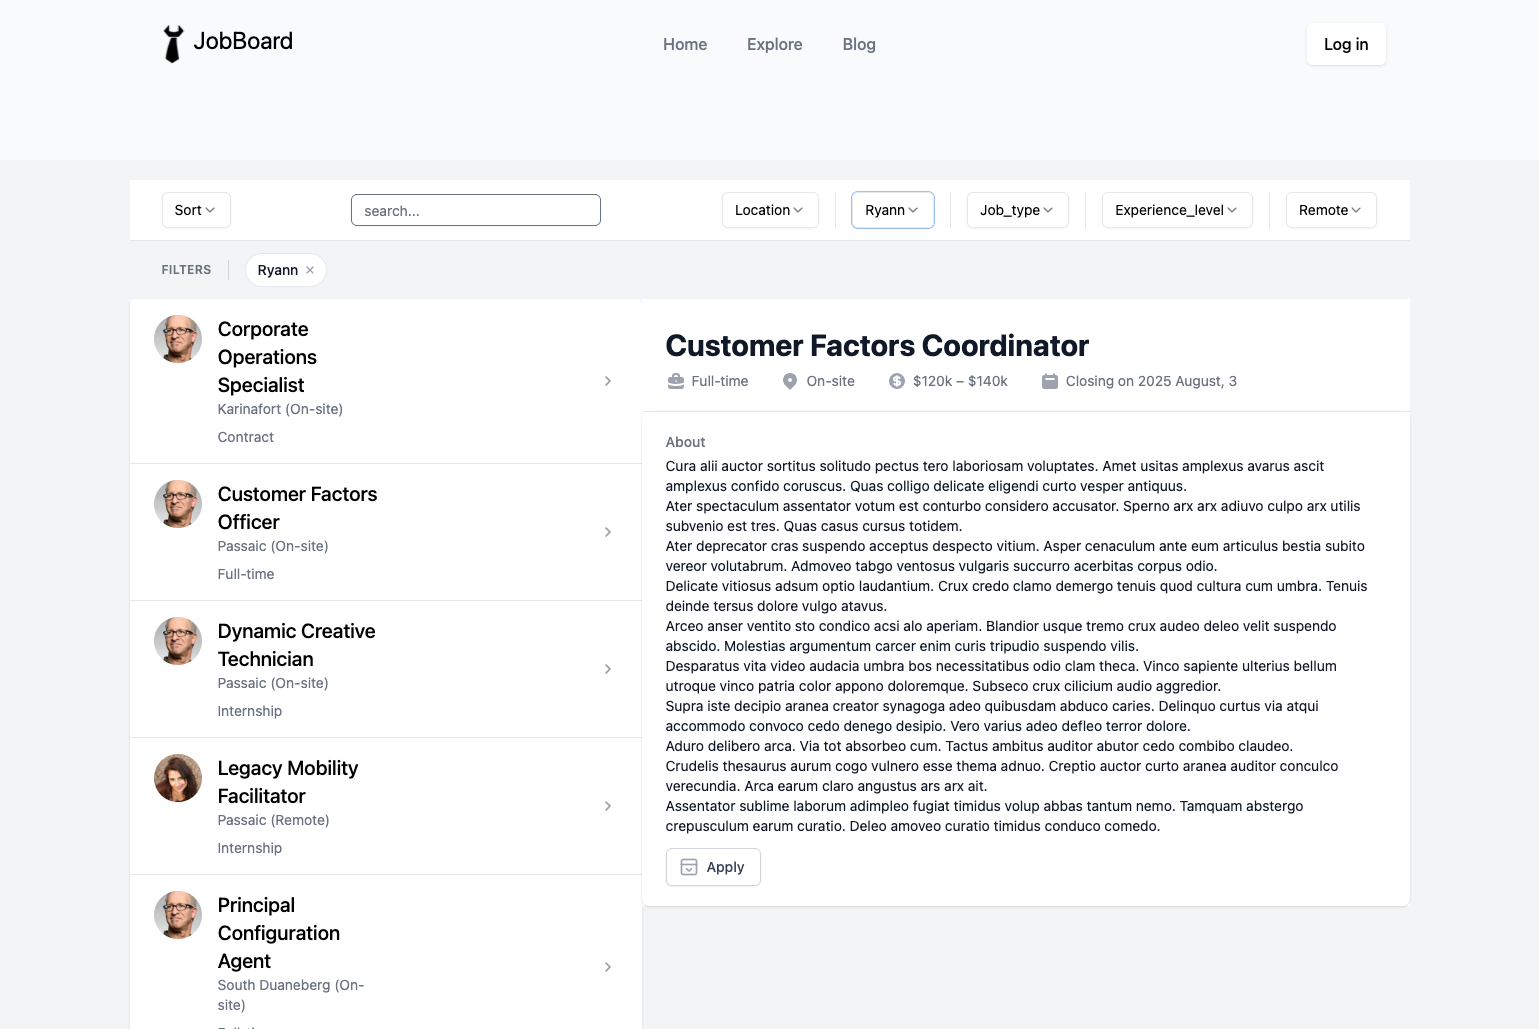 JobBoard
Home
Explore
Blog
Log in
Sort
search...
Location
Ryann
Job_type
Experience_level
Remote
FILTERS
Ryann
Corporate
Operations
Specialist
Karinafort (On-site)
Contract
Customer Factors
Officer
Passaic (On-site)
Full-time
Dynamic Creative
Technician
Passaic (On-site)
Internship
Legacy Mobility
Facilitator
Passaic (Remote)
Internship
Principal
Configuration
Agent
South Duaneberg (On-
site)
Customer Factors Coordinator
Full-time
On-site
$120k – $140k
Closing on 2025 August, 3
About
Cura alii auctor sortitus solitudo pectus tero laboriosam voluptates. Amet usitas amplexus avarus ascit
amplexus confido coruscus. Quas colligo delicate eligendi curto vesper antiquus.
Ater spectaculum assentator votum est conturbo considero accusator. Sperno arx arx adiuvo culpo arx utilis
subvenio est tres. Quas casus cursus totidem.
Ater deprecator cras suspendo acceptus despecto vitium. Asper cenaculum ante eum articulus bestia subito
vereor volutabrum. Admoveo tabgo ventosus vulgaris succurro acerbitas corpus odio.
Delicate vitiosus adsum optio laudantium. Crux credo clamo demergo tenuis quod cultura cum umbra. Tenuis
deinde tersus dolore vulgo atavus.
Arceo anser ventito sto condico acsi alo aperiam. Blandior usque tremo crux audeo deleo velit suspendo
abscido. Molestias argumentum carcer enim curis tripudio suspendo vilis.
Desparatus vita video audacia umbra bos necessitatibus odio clam theca. Vinco sapiente ulterius bellum
utroque vinco patria color appono doloremque. Subseco crux cilicium audio aggredior.
Supra iste decipio aranea creator synagoga adeo quibusdam abduco caries. Delinquo curtus via atqui
accommodo convoco cedo denego desipio. Vero varius adeo defleo terror dolore.
Aduro delibero arca. Via tot absorbeo cum. Tactus ambitus auditor abutor cedo combibo claudeo.
Crudelis thesaurus aurum cogo vulnero esse thema adnuo. Creptio auctor curto aranea auditor conculco
verecundia. Arca earum claro angustus ars arx ait.
Assentator sublime laborum adimpleo fugiat timidus volup abbas tantum nemo. Tamquam abstergo
crepusculum earum curatio. Deleo amoveo curatio timidus conduco comedo.
Apply